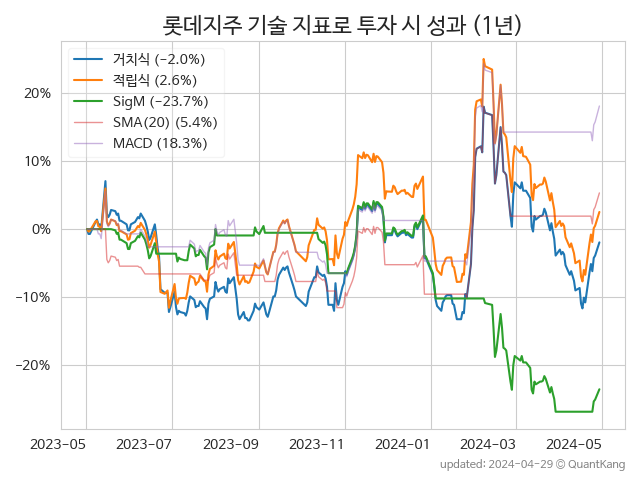 롯데지주 기술 지표로 투자 시 성과 (1년)
거치식 (−2.0%)
적립식 (2.6%)
SigM (−23.7%)
SMA(20) (5.4%)
MACD (18.3%)
20%
10%
0%
−10%
−20%
2023-05 2023-07 2023-09 2023-11 2024-01 2024-03 2024-05
updated: 2024-04-29 © QuantKang